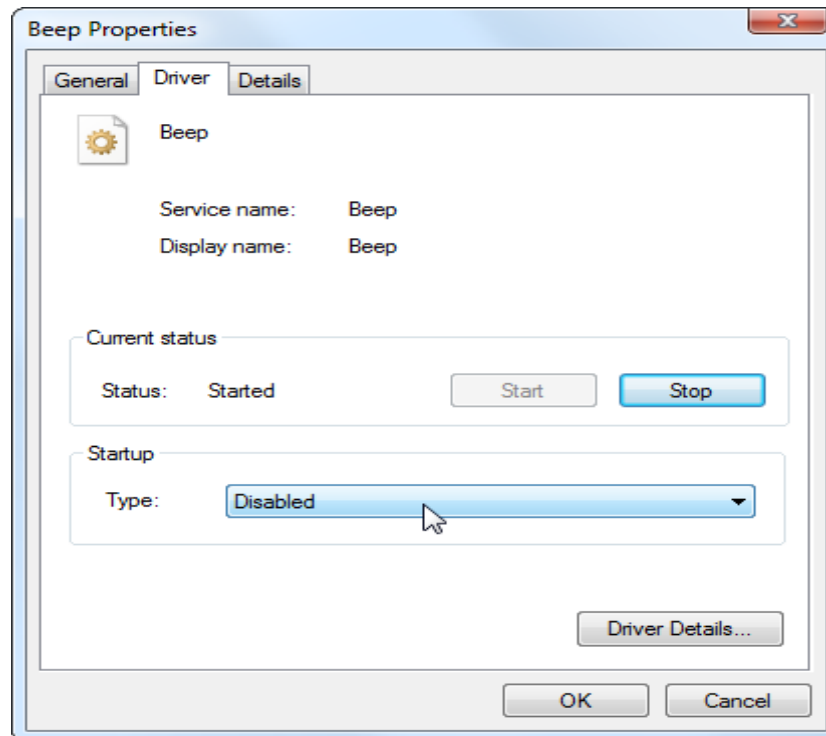 Beep Properties
General Driver Details
Beep
Service name: Beep
Display name: Beep
Current status
Status: Started Start Stop
Startup
Type: Disabled
Driver Details...
OK Cancel